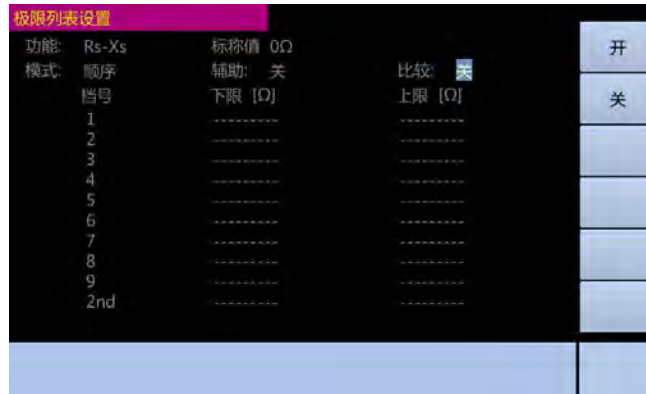 极限列表设置
功能: Rs-Xs 标称值 0Ω
模式: 顺序 辅助: 关 比较: 关
档号 下限 [Ω] 上限 [Ω]
1 --------- ---------
2 --------- ---------
3 --------- ---------
4 --------- ---------
5 --------- ---------
6 --------- ---------
7 --------- ---------
8 --------- ---------
9 --------- ---------
2nd --------- ---------
开
关